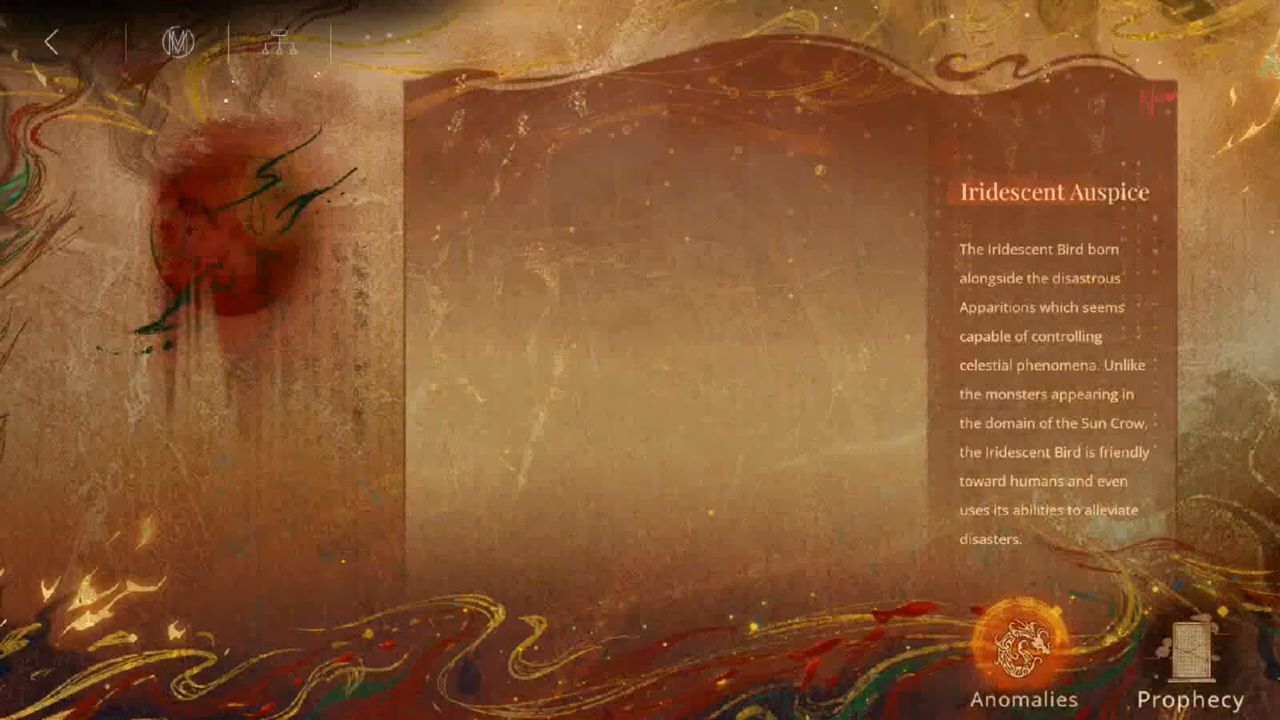 Iridescent Auspice
The Iridescent Bird born
alongside the disastrous
Apparitions which seems
capable of controlling
celestial phenomena. Unlike
the monsters appearing in
the domain of the Sun Crow,
the Iridescent Bird is friendly
toward humans and even
uses its abilities to alleviate
disasters.
Anomalies
Prophecy